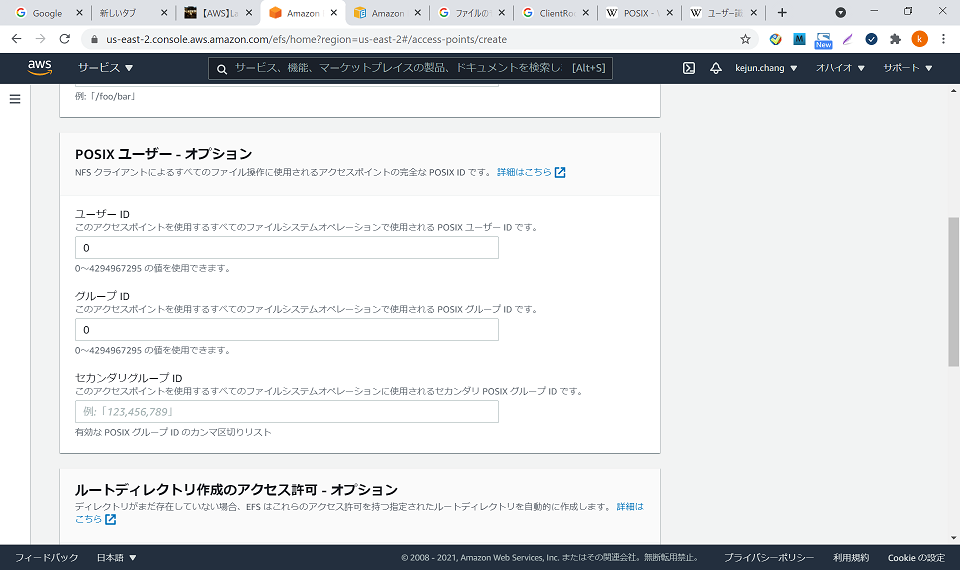 Google
新しいタブ
【AWS】La
Amazon
Amazon
ファイルの
ClientRoo
POSIX -
ユーザー識
us-east-2.console.aws.amazon.com/efs/home?region=us-east-2#/access-points/create
New
k
aws
サービス ▼
サービス、機能、マーケットプレイスの製品、ドキュメントを検索し
[Alt+S]
kejun.chang ▼
オハイオ ▼
サポート ▼
例:「/foo/bar」
POSIX ユーザー - オプション
NFS クライアントによるすべてのファイル操作に使用されるアクセスポイントの完全な POSIX ID です。 詳細はこちら
ユーザー ID
このアクセスポイントを使用するすべてのファイルシステムオペレーションで使用される POSIX ユーザー ID です。
0
0～4294967295 の値を使用できます。
グループ ID
このアクセスポイントを使用するすべてのファイルシステムオペレーションで使用される POSIX グループ ID です。
0
0～4294967295 の値を使用できます。
セカンダリグループ ID
このアクセスポイントを使用するすべてのファイルシステムオペレーションに使用されるセカンダリ POSIX グループ ID です。
例:「123,456,789」
有効な POSIX グループ ID のカンマ区切りリスト
ルートディレクトリ作成のアクセス許可 - オプション
ディレクトリがまだ存在していない場合、EFS はこれらのアクセス許可を持つ指定されたルートディレクトリを自動的に作成します。 詳細は
こちら
フィードバック
日本語 ▼
© 2008 - 2021, Amazon Web Services, Inc. またはその関連会社。無断転用禁止。
プライバシーポリシー
利用規約
Cookie の設定